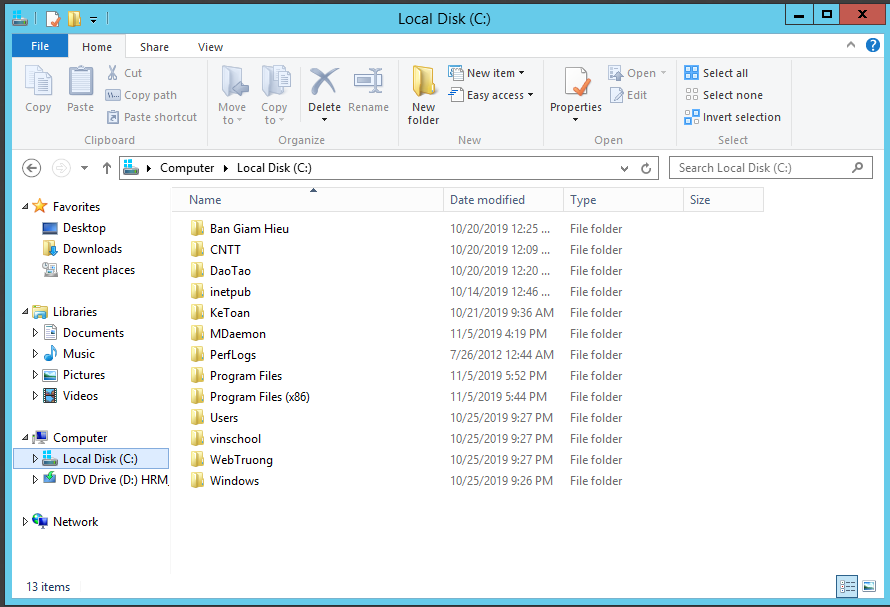 Local Disk (C:)
File Home Share View
Copy
Paste
Cut
Copy path
Paste shortcut
Clipboard
Move to
Copy to
Delete
Rename
Organize
New folder
New item
Easy access
New
Properties
Open
Edit
Open
Select all
Select none
Invert selection
Select
Computer Local Disk (C:)
Search Local Disk (C:)
Favorites
Desktop
Downloads
Recent places
Libraries
Documents
Music
Pictures
Videos
Computer
Local Disk (C:)
DVD Drive (D:) HRM
Network
Name Date modified Type Size
Ban Giam Hieu 10/20/2019 12:25 ... File folder
CNTT 10/20/2019 12:09 ... File folder
DaoTao 10/20/2019 12:20 ... File folder
inetpub 10/14/2019 12:46 ... File folder
KeToan 10/21/2019 9:36 AM File folder
MDaemon 11/5/2019 4:19 PM File folder
PerfLogs 7/26/2012 12:44 AM File folder
Program Files 11/5/2019 5:52 PM File folder
Program Files (x86) 11/5/2019 5:44 PM File folder
Users 10/25/2019 9:27 PM File folder
vinschool 10/25/2019 9:27 PM File folder
WebTruong 10/25/2019 9:27 PM File folder
Windows 10/25/2019 9:26 PM File folder
13 items